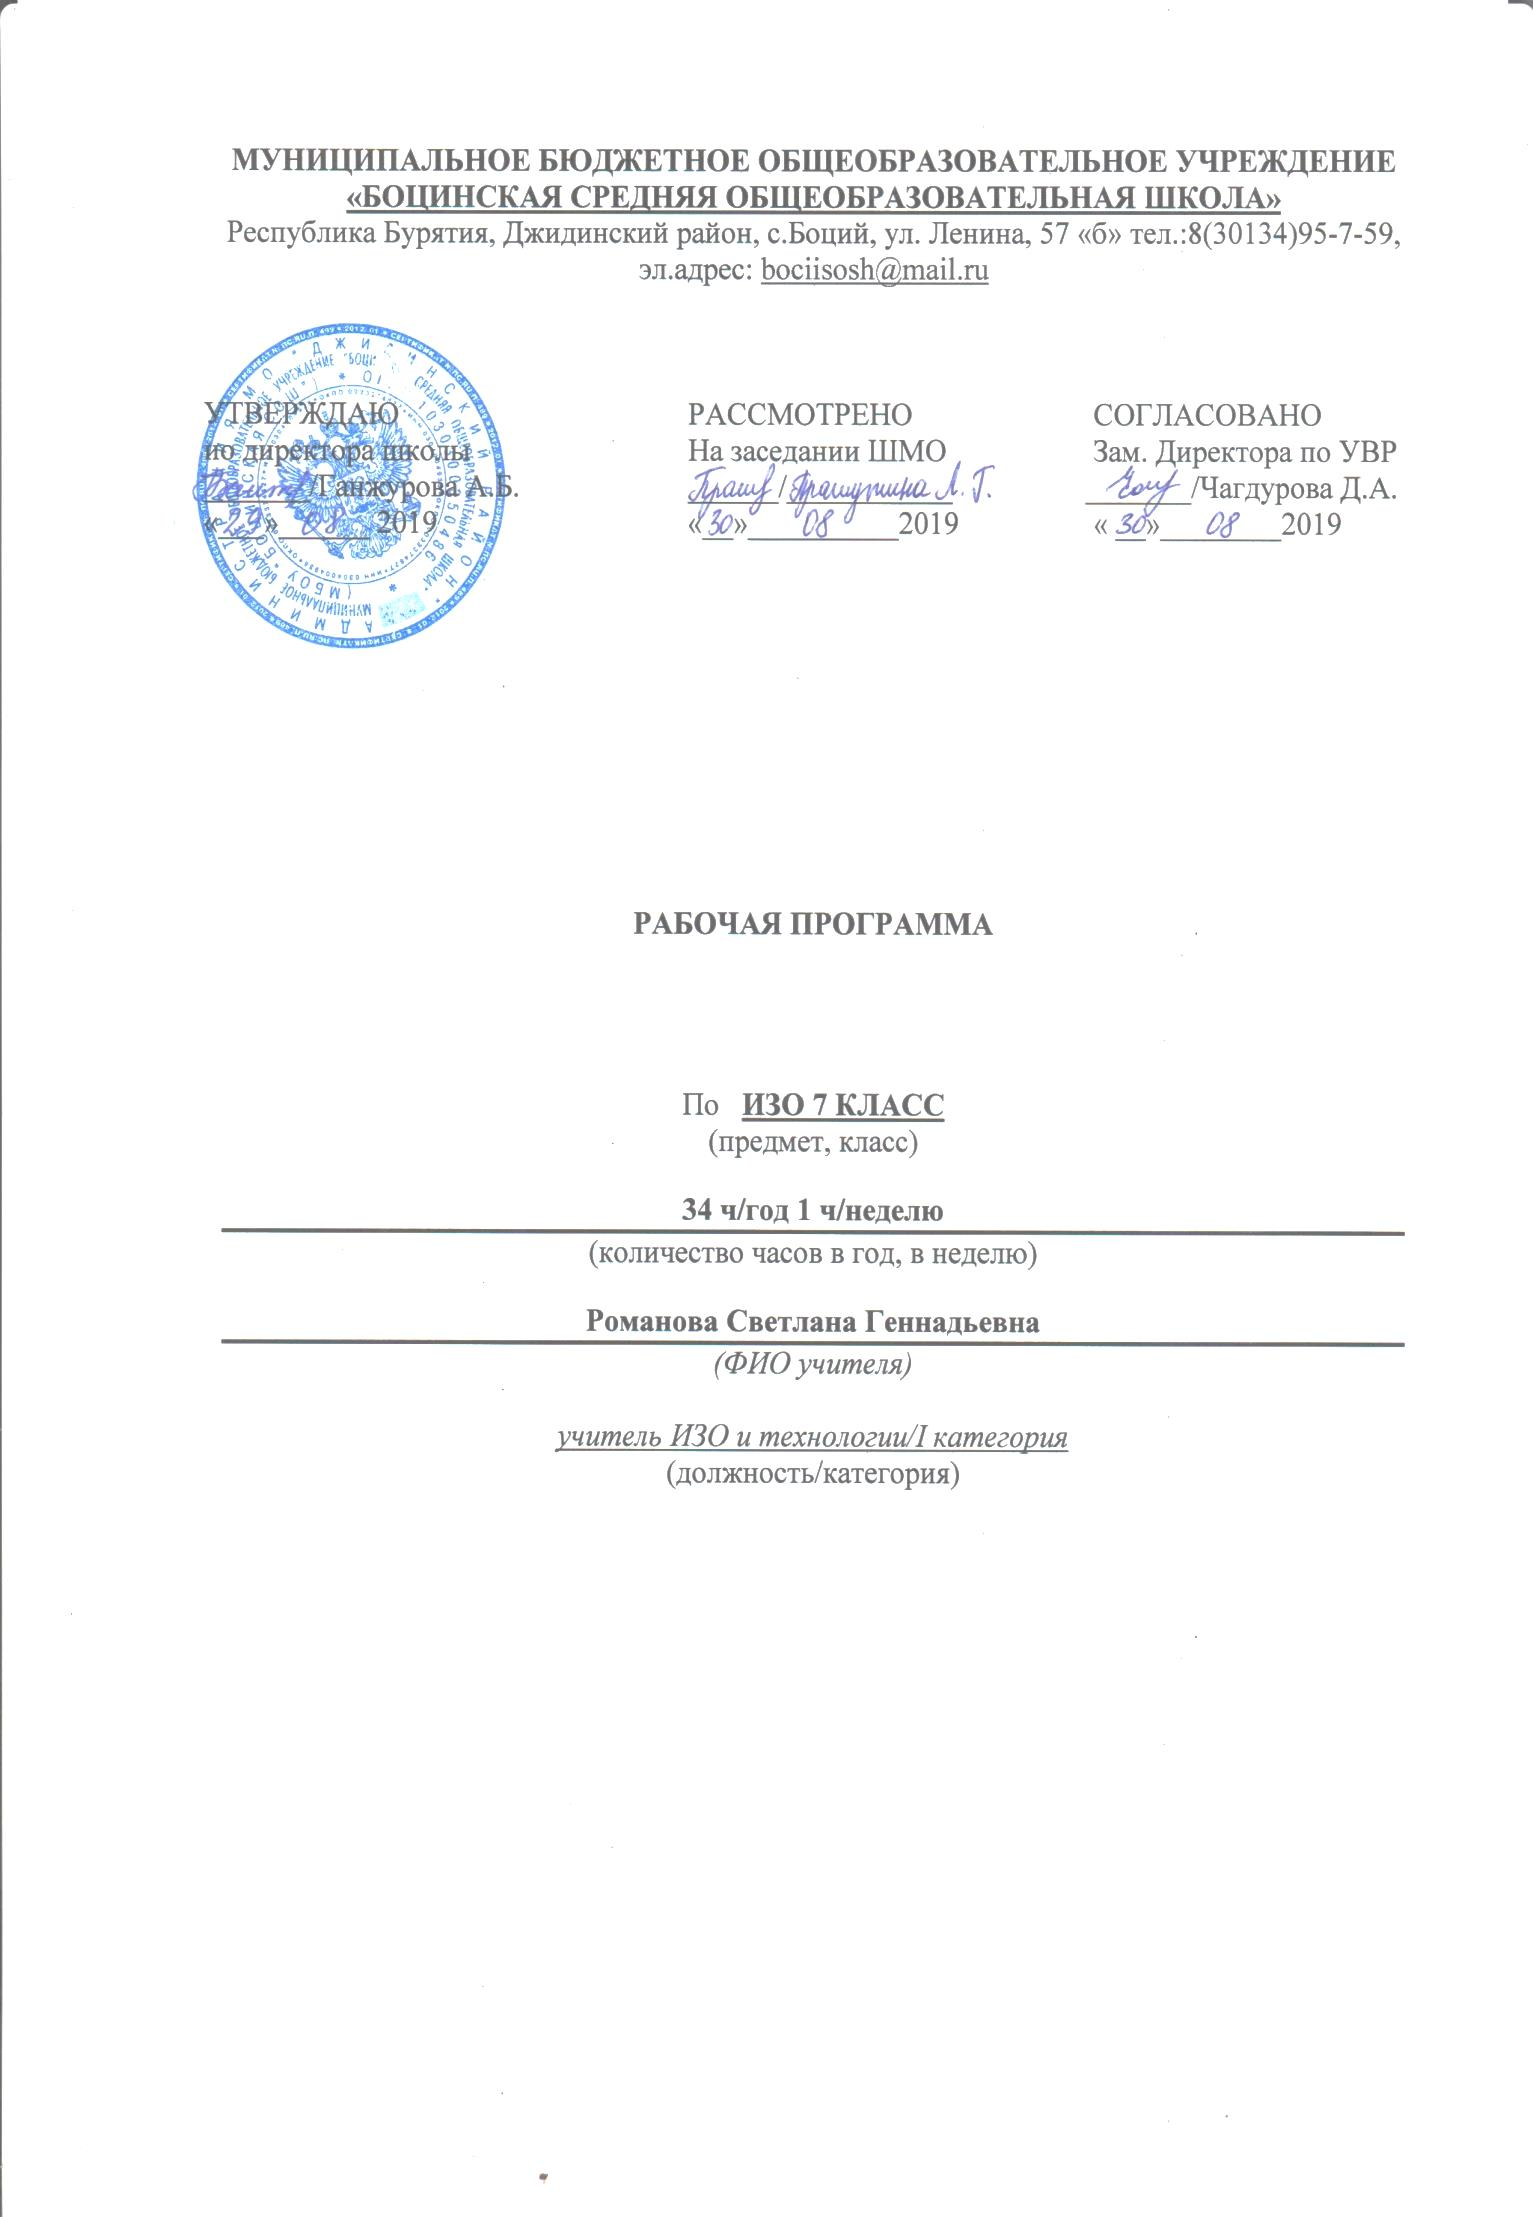 МУНИЦИПАЛЬНОЕ БЮДЖЕТНОЕ ОБЩЕОБРАЗОВАТЕЛЬНОЕ УЧРЕЖДЕНИЕ
«БОЦИНСКАЯ СРЕДНЯЯ ОБЩЕОБРАЗОВАТЕЛЬНАЯ ШКОЛА»
Республика Бурятия, Джидинский район, с.Боций, ул. Ленина, 57 «б» тел.:8(30134)95-7-59,
эл.адрес: bociisosh@mail.ru
УТВЕРЖДАЮ
ио директора школы
/Ганжурова А.Б.
«29» 08 2019
РАССМОТРЕНО
На заседании ШМО
/ Л. Г.
«30» 08 2019
СОГЛАСОВАНО
Зам. Директора по УВР
/Чагдурова Д.А.
«30» 08 2019
РАБОЧАЯ ПРОГРАММА
По ИЗО 7 КЛАСС
(предмет, класс)
34 ч/год 1 ч/неделю
(количество часов в год, в неделю)
Романова Светлана Геннадьевна
(ФИО учителя)
учитель ИЗО и технологии/I категория
(должность/категория)